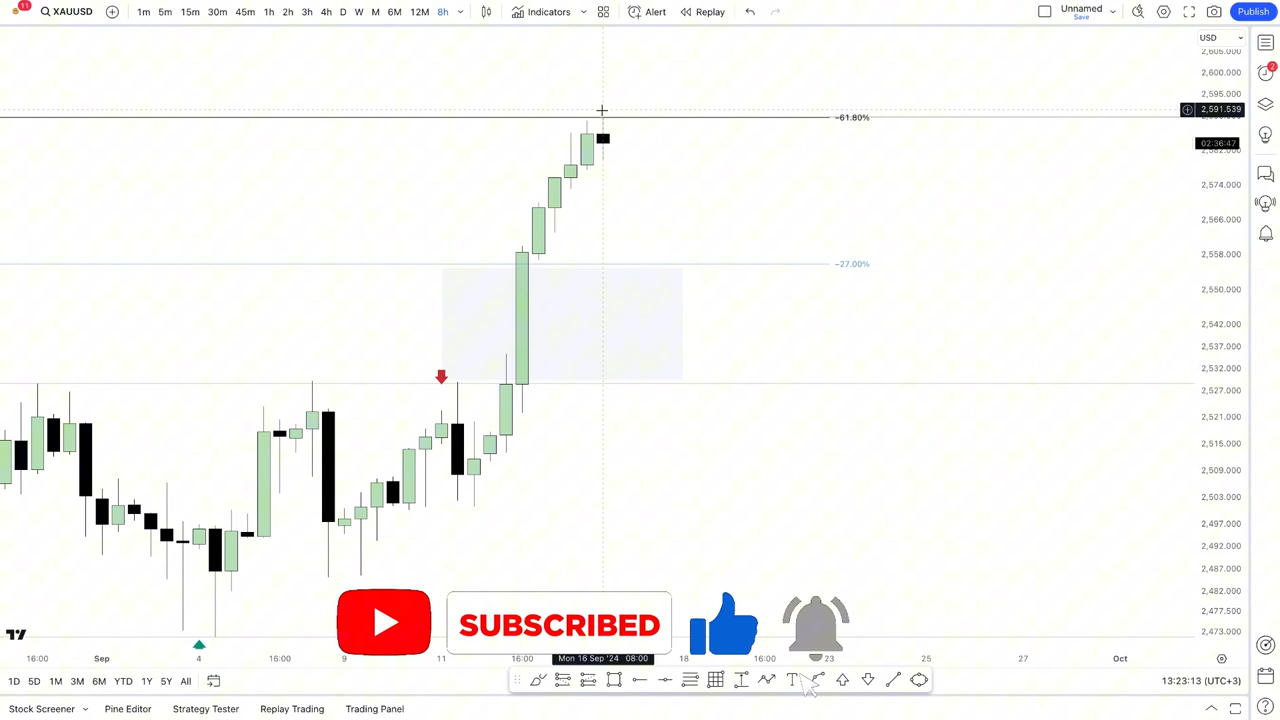 11
XAUUSD
1m 5m 15m 30m 45m 1h 2h 3h 4h D W M 6M 12M 8h
Indicators
Alert
Replay
Unnamed
Save
Publish
USD
2,605.000
2,600.000
2,595.000
2,591.539
02:36:47
2,582.000
2,574.000
2,566.000
2,558.000
2,550.000
2,542.000
2,537.000
2,532.000
2,527.000
2,521.000
2,515.000
2,509.000
2,503.000
2,497.000
2,492.000
2,487.000
2,482.000
2,477.500
2,473.000
2
−61.80%
−27.00%
SUBSCRIBED
16:00 Sep 4 16:00 9 11 16:00 Mon 16 Sep '24 08:00 18 16:00 23 25 27 Oct
1D 5D 1M 3M 6M YTD 1Y 5Y All
13:23:13 (UTC+3)
Stock Screener Pine Editor Strategy Tester Replay Trading Trading Panel